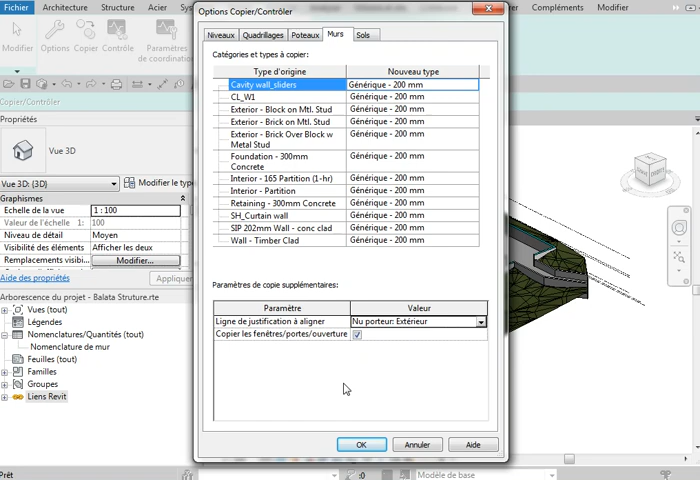 Fichier
Architecture
Structure
Acier
Compléments
Modifier
Options
Copier
Contrôle
Paramètres
de coordination
Copier/Contrôler
Propriétés
Vue 3D
Vue 3D: {3D}
Modifier le type
Graphismes
Echelle de la vue
1 : 100
Valeur de l'échelle 1:
100
Niveau de détail
Moyen
Visibilité des éléments
Afficher les deux
Remplacements visibi...
Modifier...
Aide des propriétés
Appliquer
Arborescence du projet - Balata Struture.rte
Vues (tout)
Légendes
Nomenclatures/Quantités (tout)
Nomenclature de mur
Feuilles (tout)
Familles
Groupes
Liens Revit
Prêt
:0
Modèle de base
Options Copier/Contrôler
Niveaux
Quadrillages
Poteaux
Murs
Sols
Catégories et types à copier:
Type d'origine
Nouveau type
Cavity wall_sliders
Générique - 200 mm
CL_W1
Générique - 200 mm
Exterior - Block on Mtl. Stud
Générique - 200 mm
Exterior - Brick on Mtl. Stud
Générique - 200 mm
Exterior - Brick Over Block w
Metal Stud
Générique - 200 mm
Foundation - 300mm
Concrete
Générique - 200 mm
Interior - 165 Partition (1-hr)
Générique - 200 mm
Interior - Partition
Générique - 200 mm
Retaining - 300mm Concrete
Générique - 200 mm
SH_Curtain wall
Générique - 200 mm
SIP 202mm Wall - conc clad
Générique - 200 mm
Wall - Timber Clad
Générique - 200 mm
Paramètres de copie supplémentaires:
Paramètre
Valeur
Ligne de justification à aligner
Nu porteur: Extérieur
Copier les fenêtres/portes/ouverture
OK
Annuler
Aide